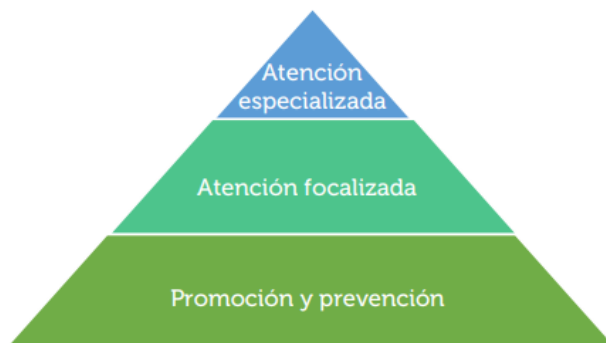 Atención
especializada
Atención focalizada
Promoción y prevención